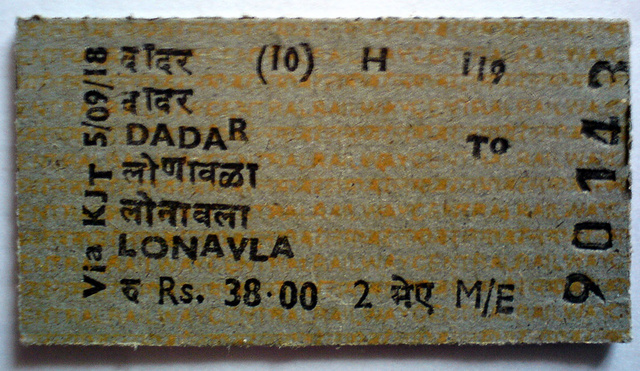 दादर (10) H 119
दादर
DADAR TO
लोणावळा
लोनावला
LONAVLA
द Rs. 38·00 2 मेए M/E
Via KJT 5/09/18
90143